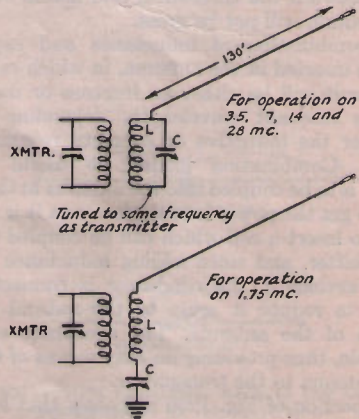 130'
For operation on
3.5, 7, 14 and
28 mc.
L
C
XMTR.
Tuned to same frequency
as transmitter
For operation
on 1.75 mc.
XMTR
L
C